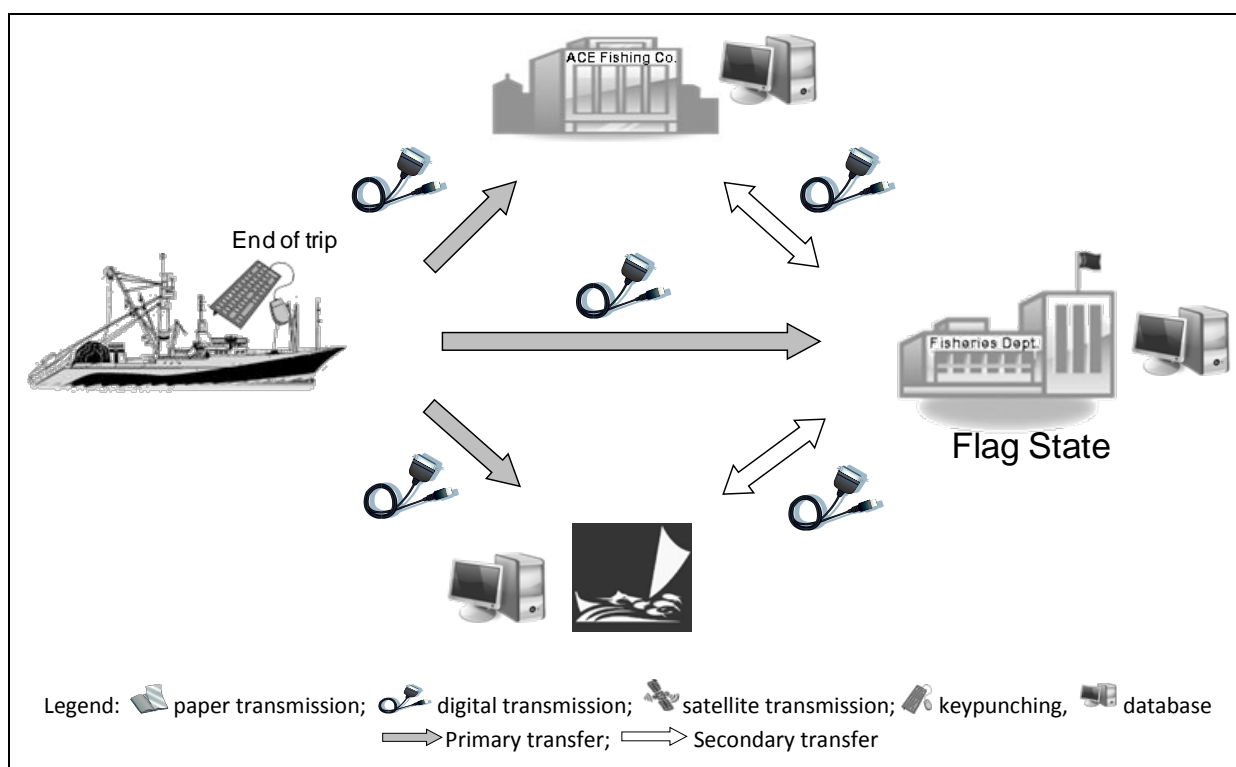 ACE Fishing Co.
End of trip
Fisheries Dept.
Flag State
Legend: paper transmission; digital transmission; satellite transmission; keypunching, database
Primary transfer; Secondary transfer